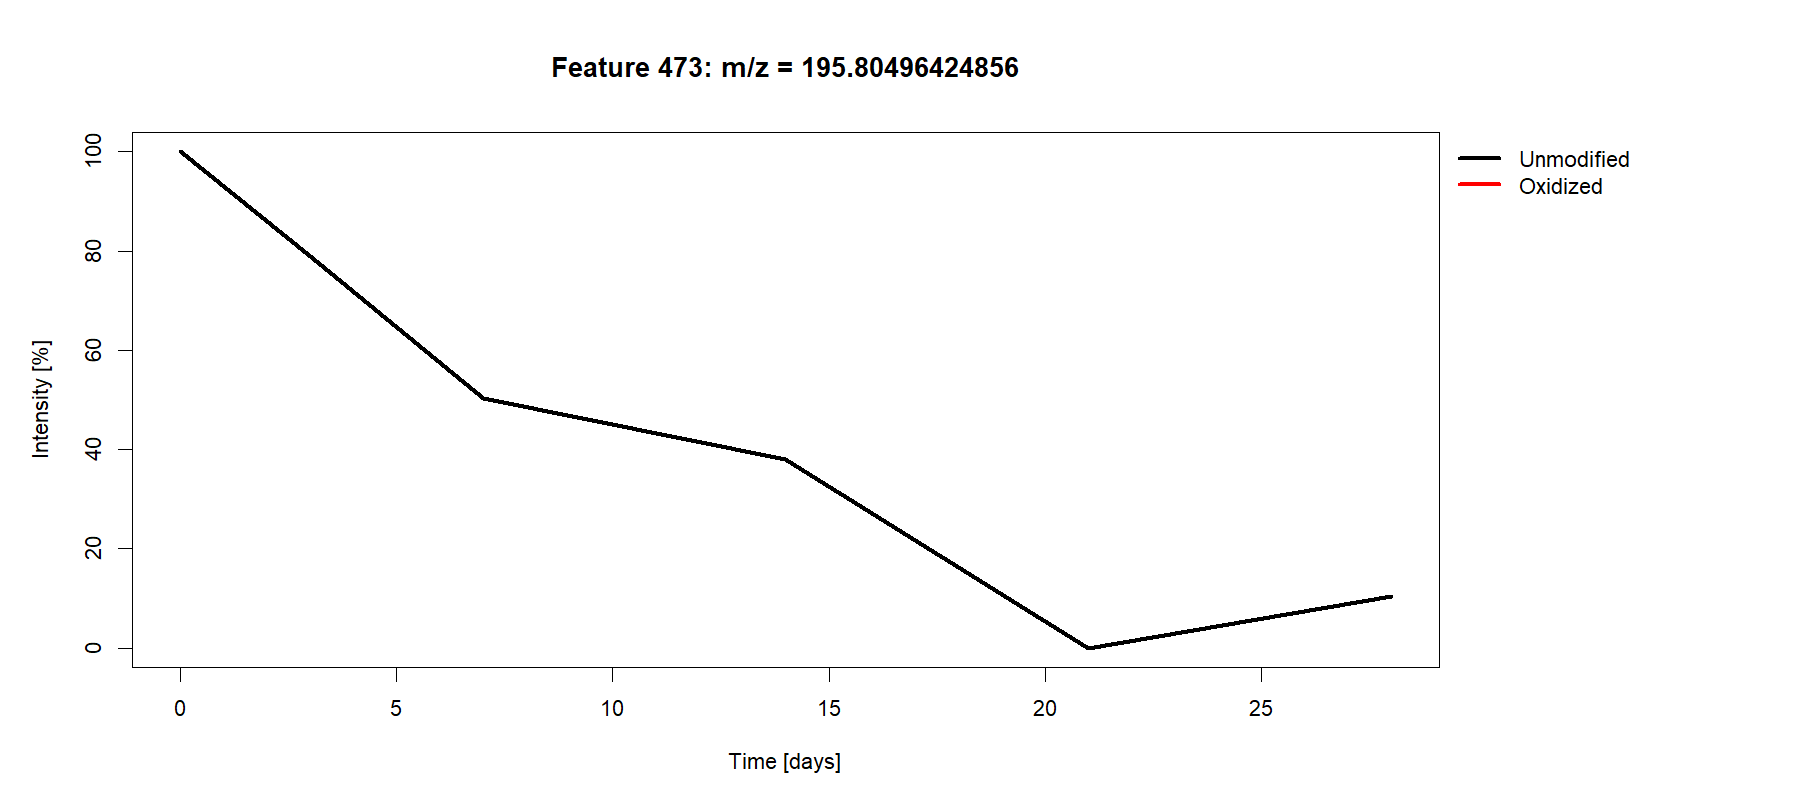 Feature 473: m/z = 195.80496424856
Unmodified
Oxidized
Intensity [%]
100
80
60
40
20
0
0 5 10 15 20 25
Time [days]